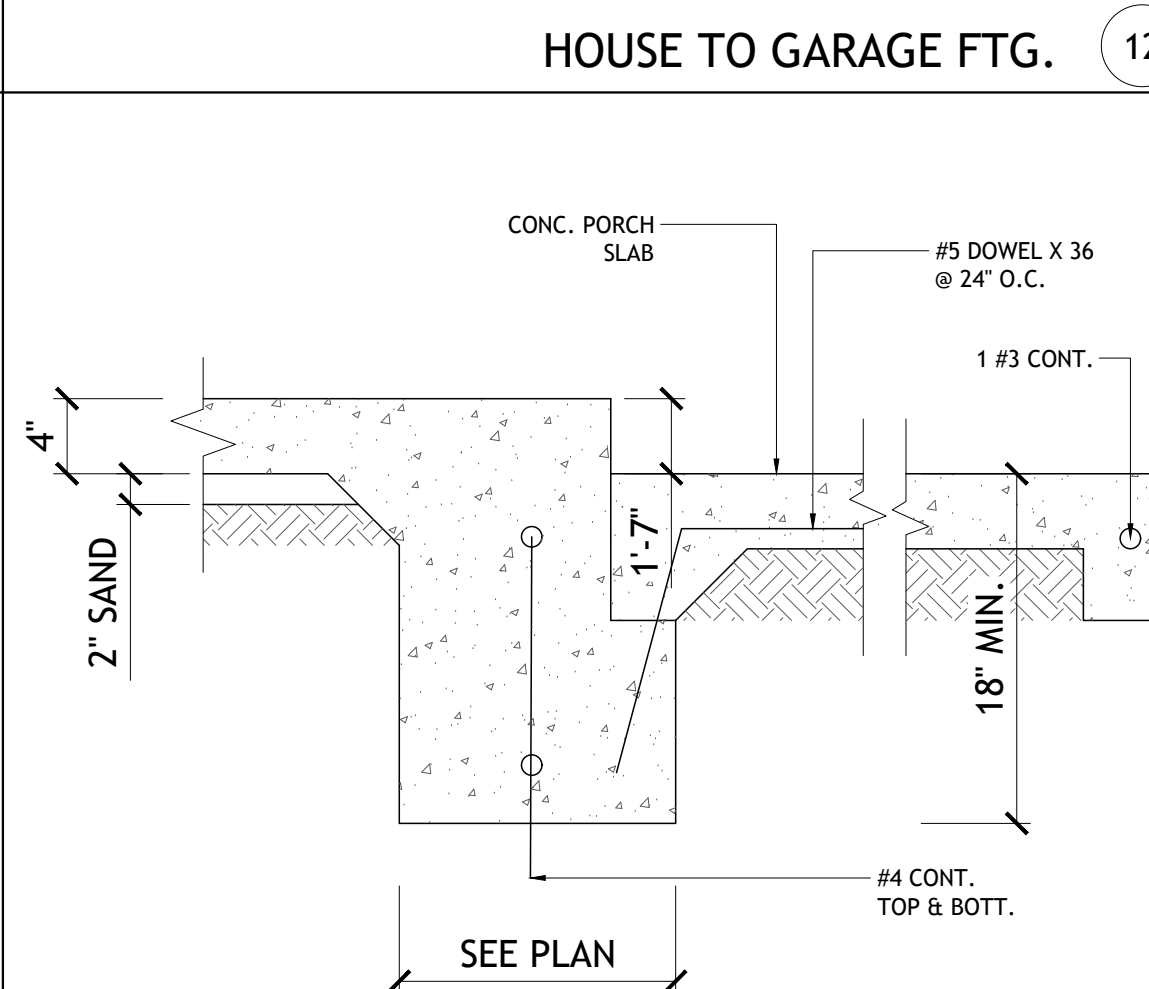 HOUSE TO GARAGE FTG.
CONC. PORCH
SLAB
#5 DOWEL X 36
@ 24" O.C.
1 #3 CONT.
4"
2" SAND
1'-7"
18" MIN.
#4 CONT.
TOP & BOTT.
SEE PLAN